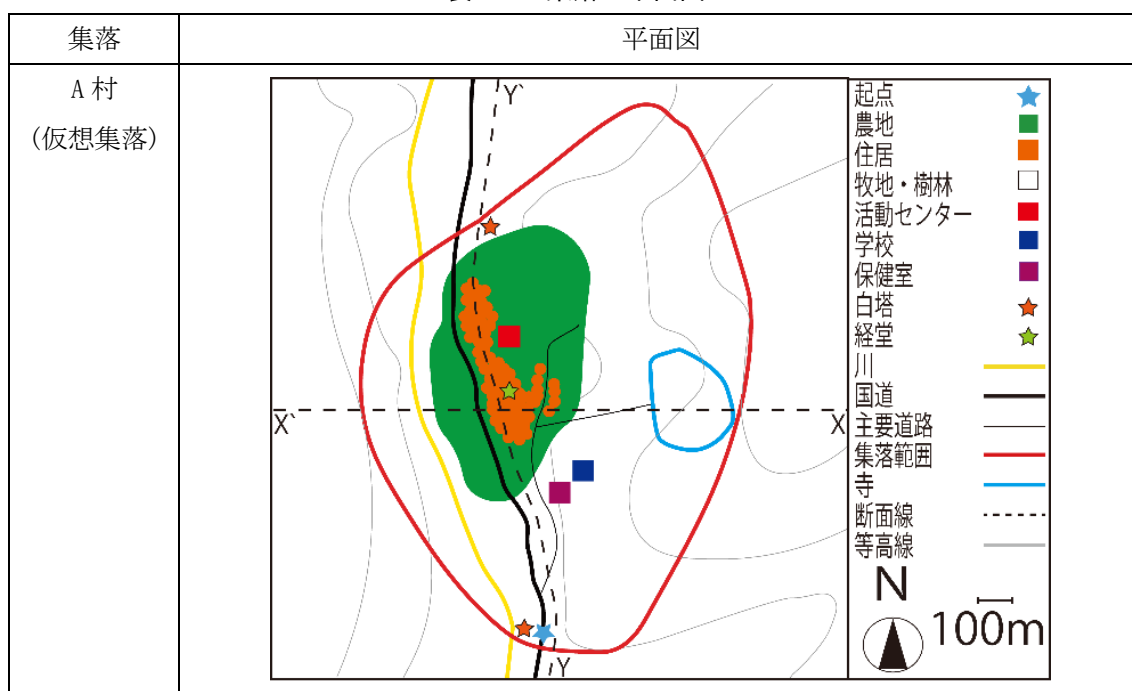 集落 平面図
A村
(仮想集落)
Y`
X` X
Y
起点
農地
住居
牧地・樹林
活動センター
学校
保健室
白塔
経堂
川
国道
主要道路
集落範囲
寺
断面線
等高線
N
100m